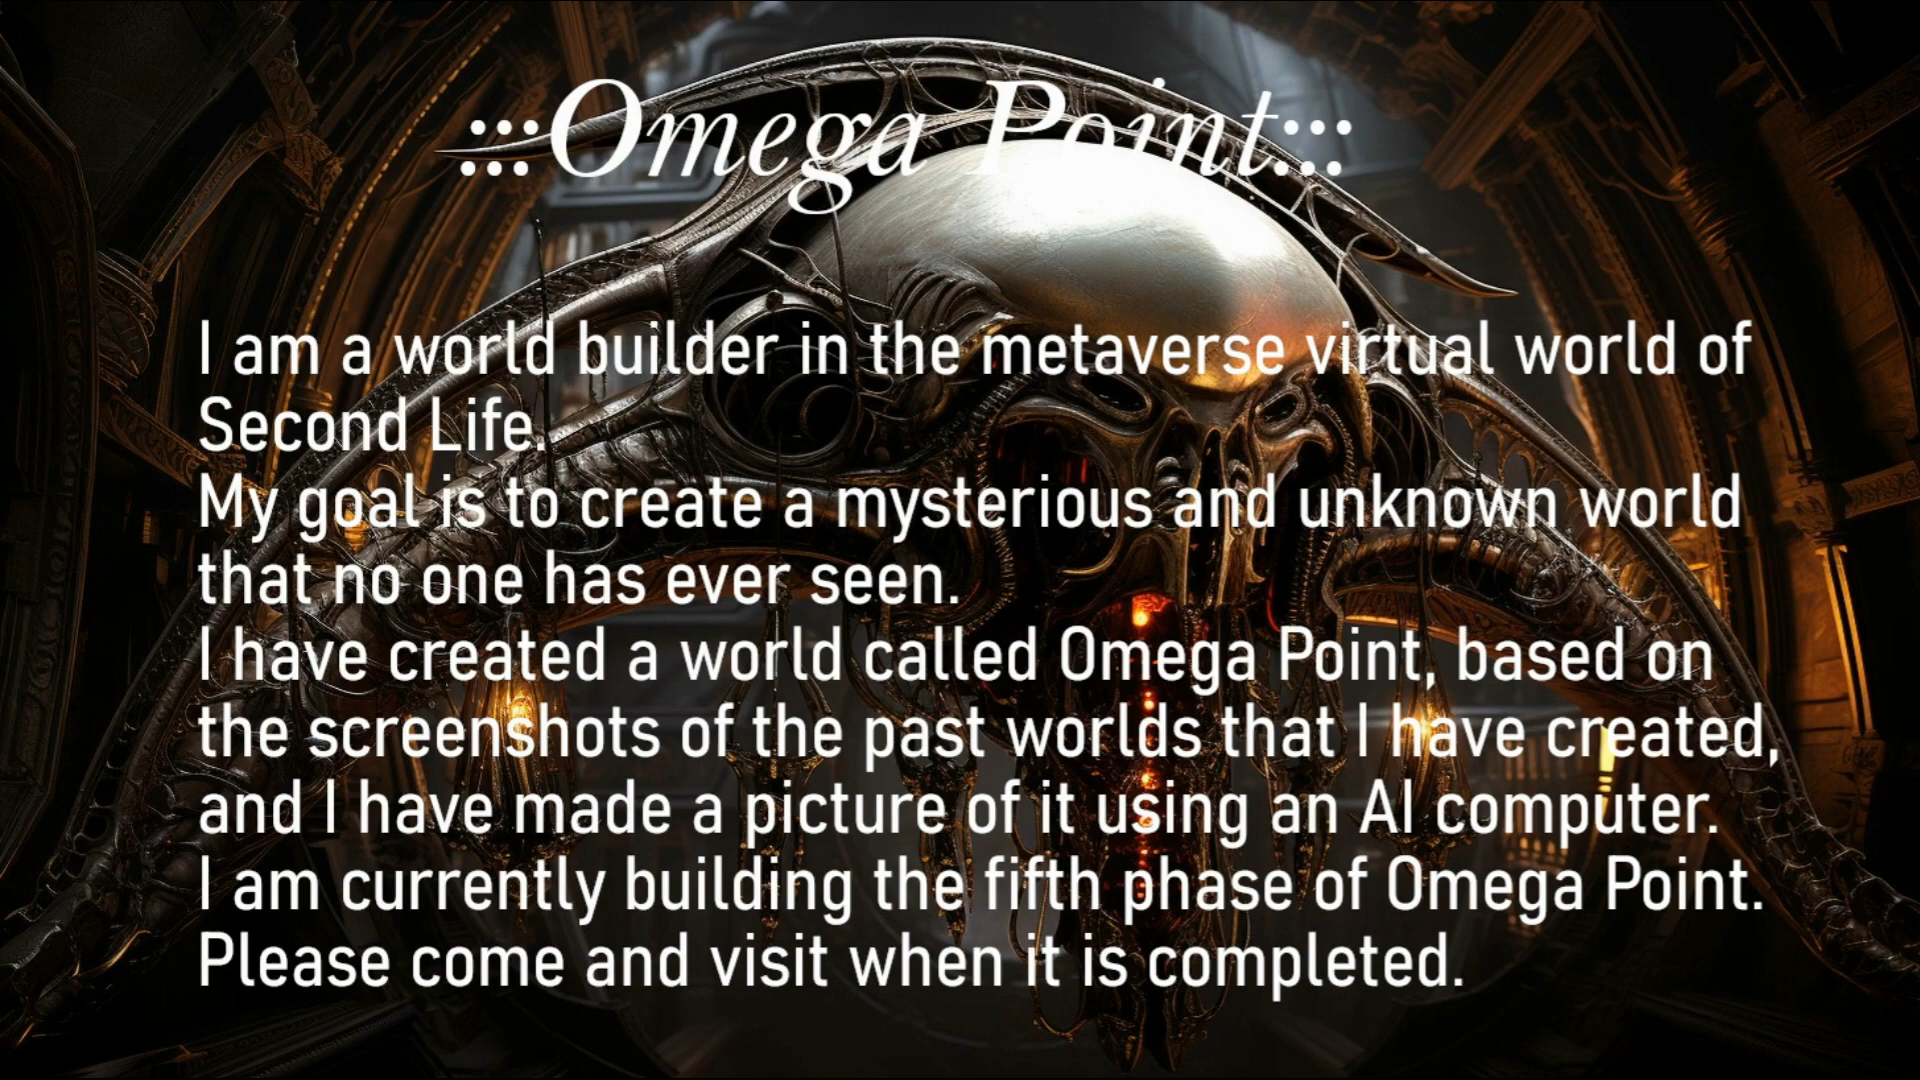 :::Omega Point:::
I am a world builder in the metaverse virtual world of
Second Life.
My goal is to create a mysterious and unknown world
that no one has ever seen.
I have created a world called Omega Point, based on
the screenshots of the past worlds that I have created,
and I have made a picture of it using an AI computer.
I am currently building the fifth phase of Omega Point.
Please come and visit when it is completed.